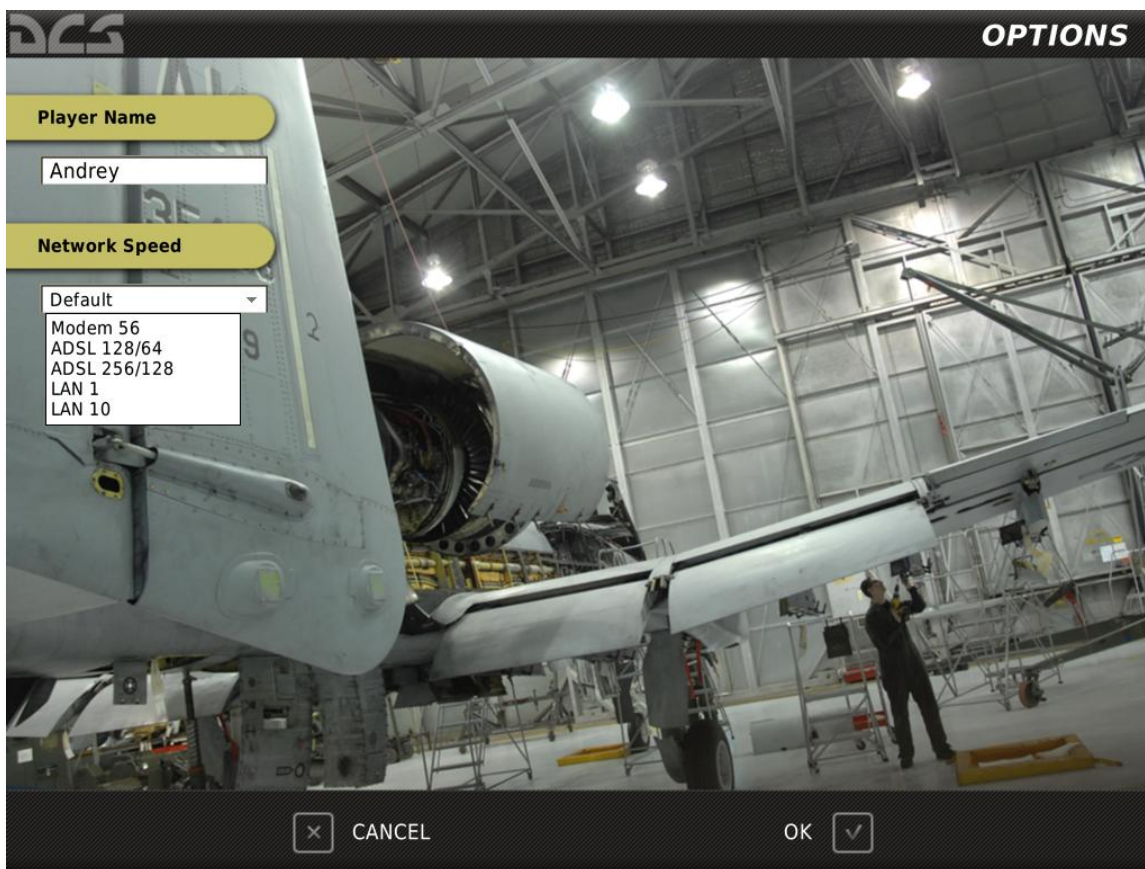 DCS
OPTIONS
Player Name
Andrey
Network Speed
Default
Modem 56
ADSL 128/64
ADSL 256/128
LAN 1
LAN 10
CANCEL
OK